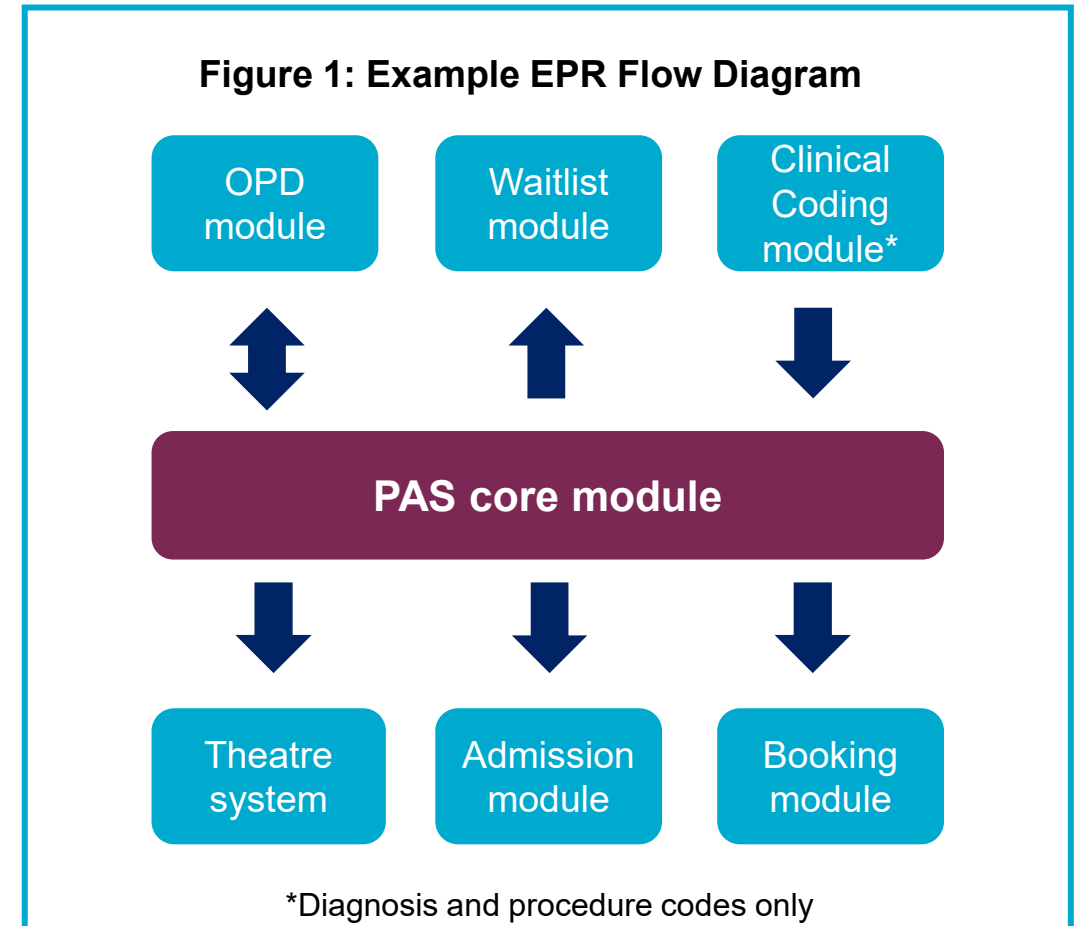 Figure 1: Example EPR Flow Diagram
OPD
module
Waitlist
module
Clinical
Coding
module*
PAS core module
Theatre
system
Admission
module
Booking
module
*Diagnosis and procedure codes only